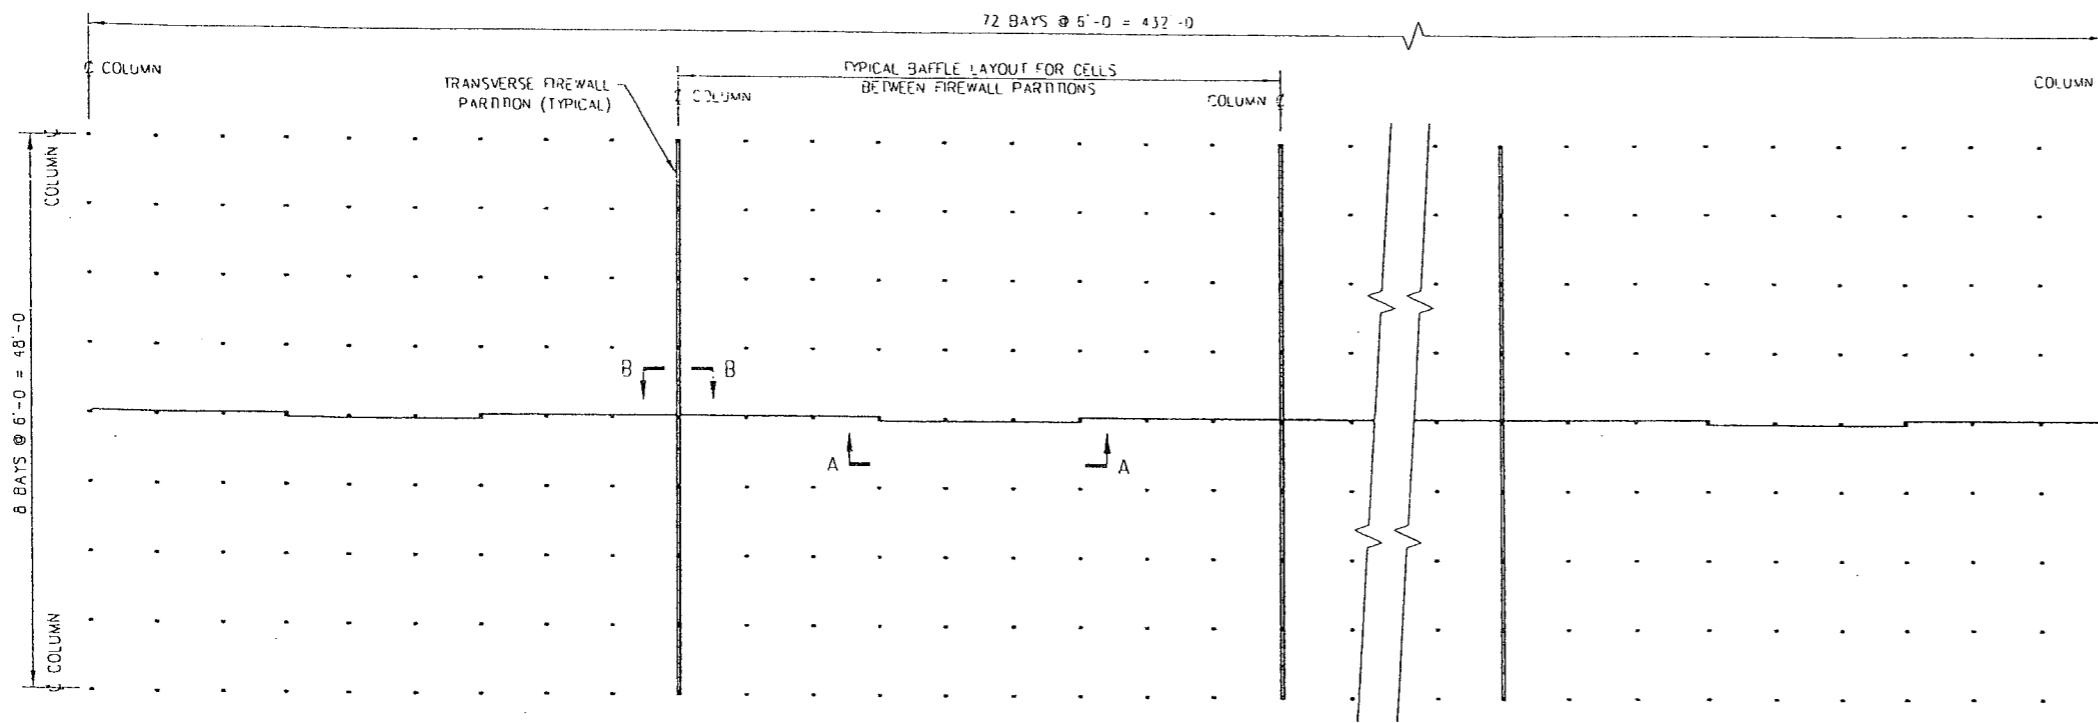 72 BAYS @ 6'-0 = 432'-0
℄ COLUMN
TYPICAL BAFFLE LAYOUT FOR CELLS
BETWEEN FIREWALL PARTITIONS
TRANSVERSE FIREWALL
PARTITION (TYPICAL)
℄ COLUMN
COLUMN ℄
COLUMN
COLUMN ℄
8 BAYS @ 6'-0 = 48'-0
B B
A A
℄ COLUMN